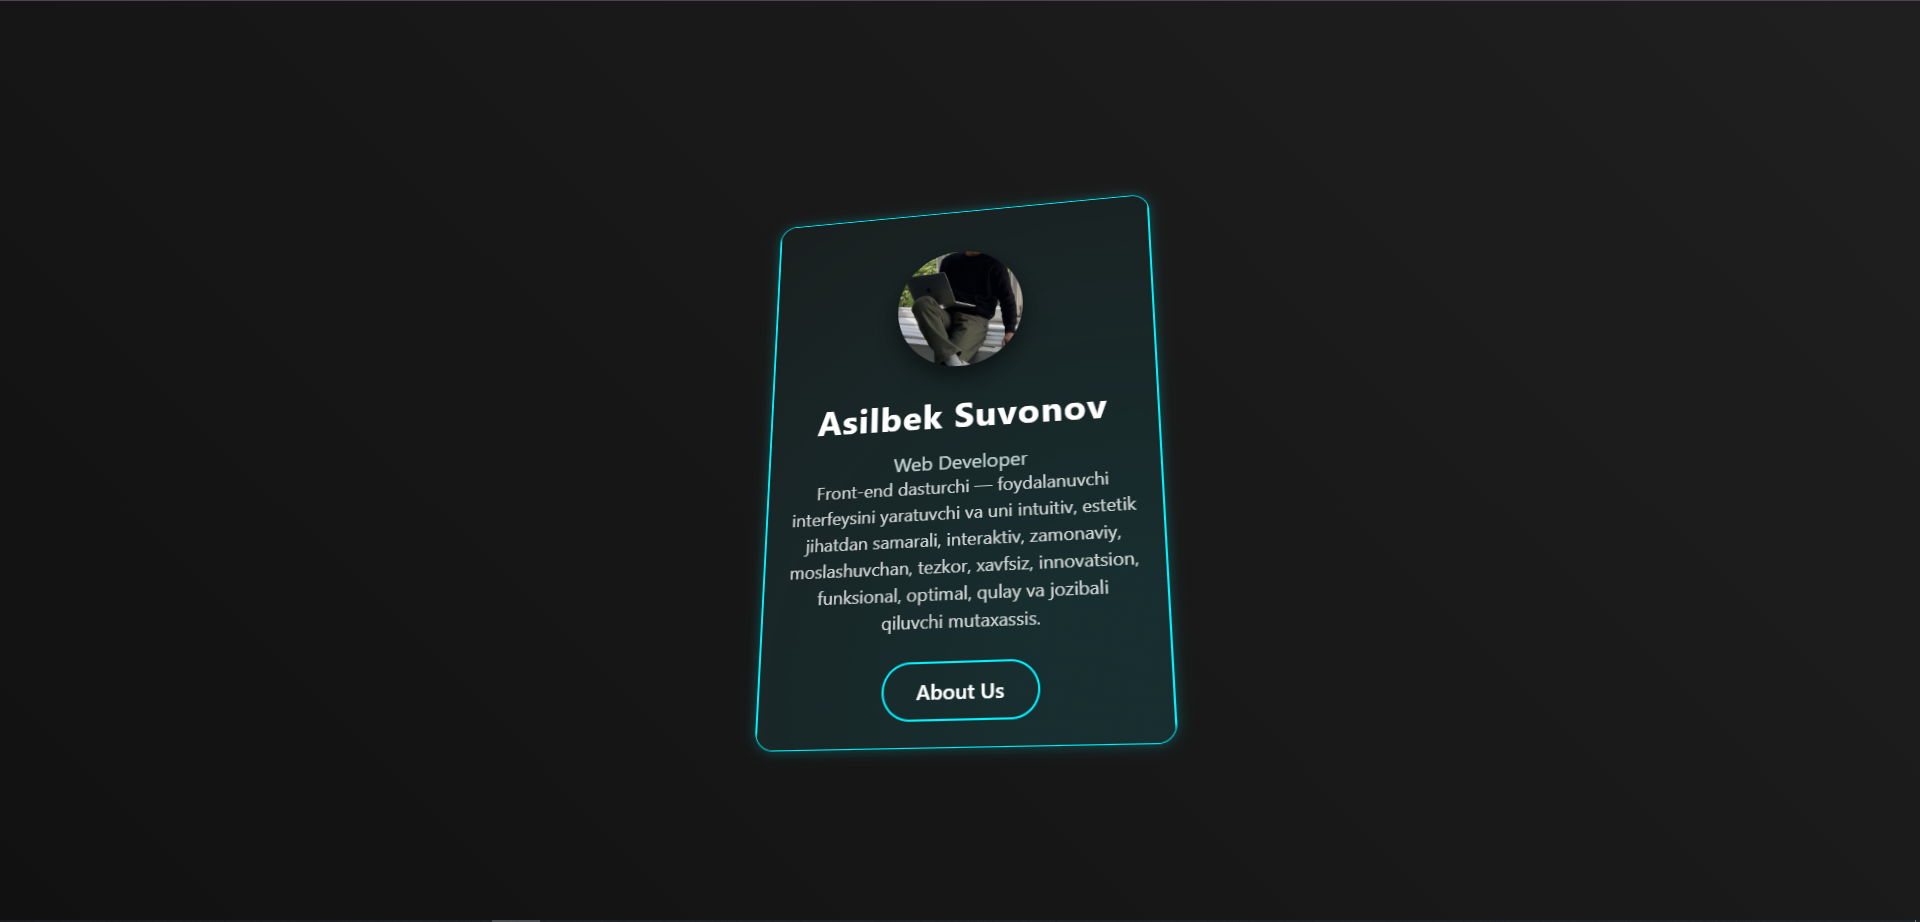 Asilbek Suvonov
Web Developer
Front-end dasturchi — foydalanuvchi
interfeysini yaratuvchi va uni intuitiv, estetik
jihatdan samarali, interaktiv, zamonaviy,
moslashuvchan, tezkor, xavfsiz, innovatsion,
funksional, optimal, qulay va jozibali
qiluvchi mutaxassis.
About Us